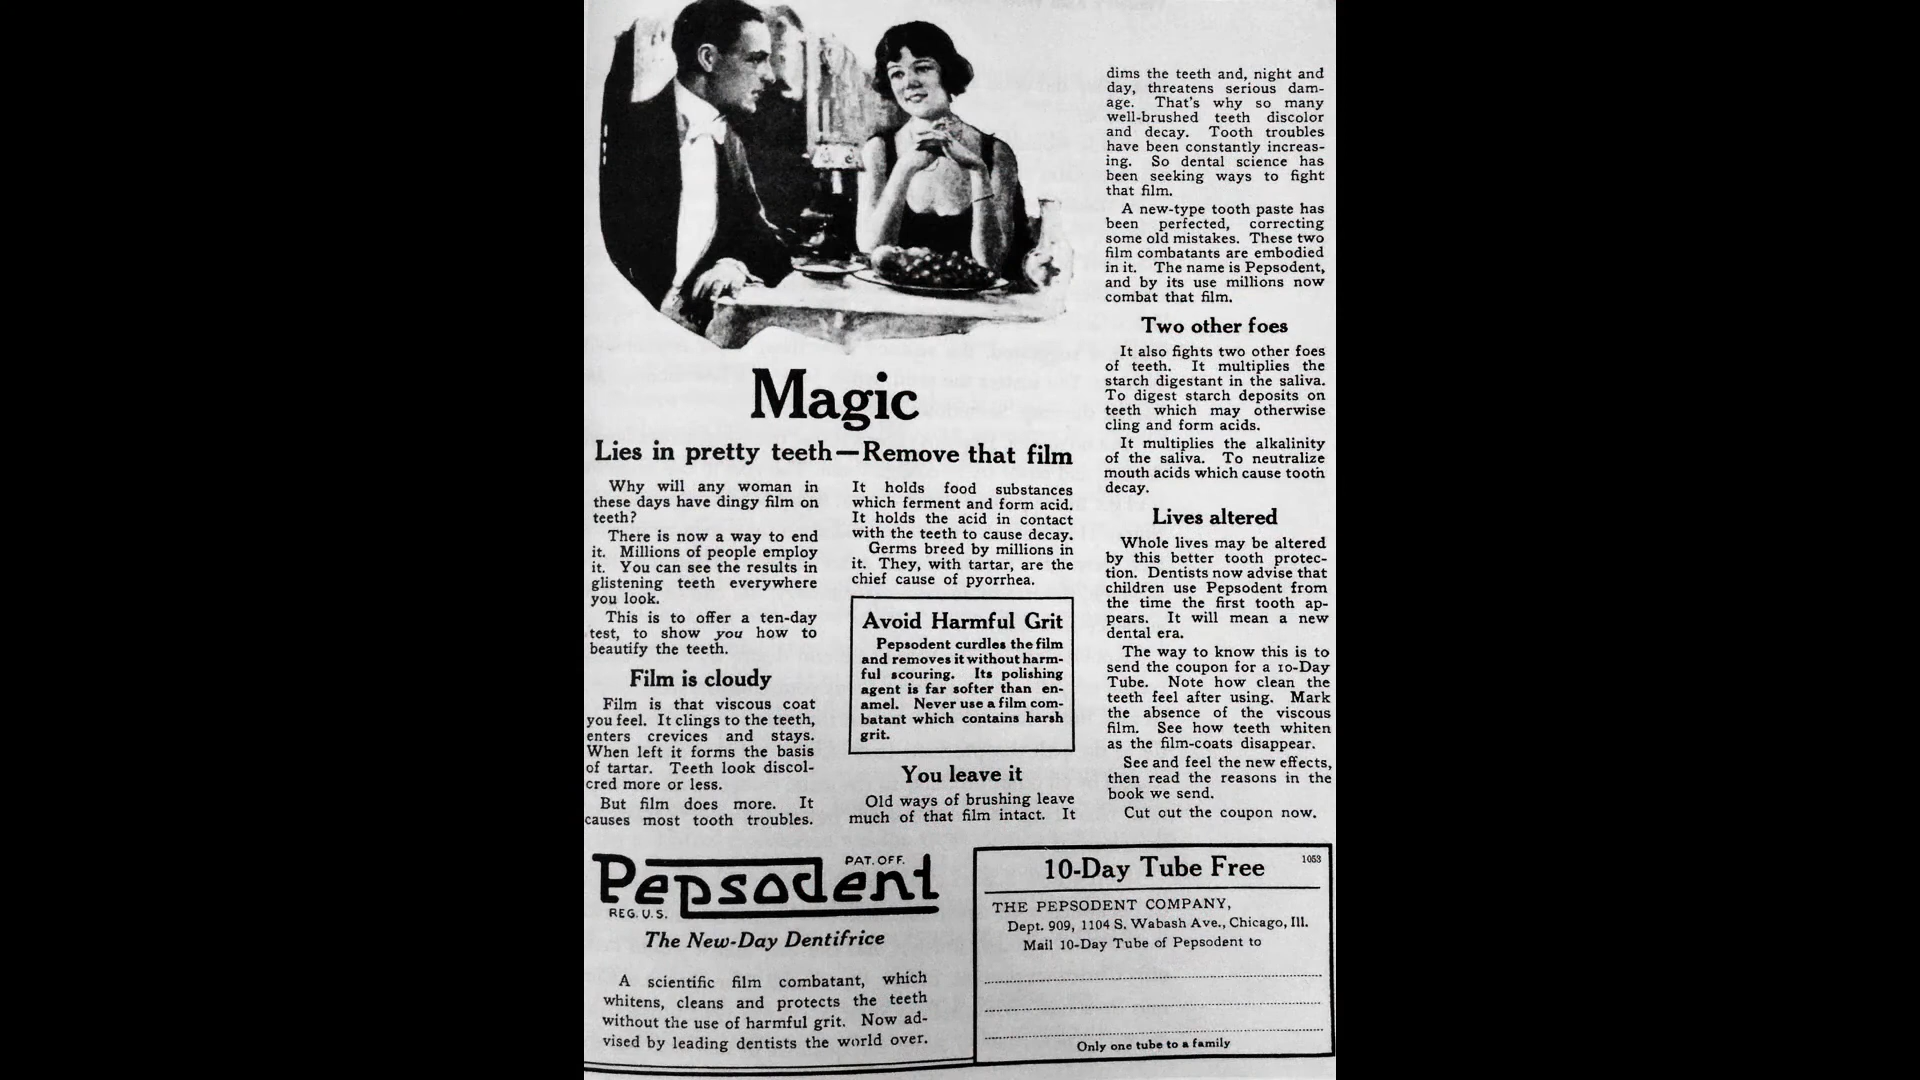 Magic
Lies in pretty teeth—Remove that film
Why will any woman in
these days have dingy film on
teeth?
There is now a way to end
it. Millions of people employ
it. You can see the results in
glistening teeth everywhere
you look.
This is to offer a ten-day
test, to show you how to
beautify the teeth.
Film is cloudy
Film is that viscous coat
you feel. It clings to the teeth,
enters crevices and stays.
When left it forms the basis
of tartar. Teeth look discol-
cred more or less.
But film does more. It
causes most tooth troubles.
It holds food substances
which ferment and form acid.
It holds the acid in contact
with the teeth to cause decay.
Germs breed by millions in
it. They, with tartar, are the
chief cause of pyorrhea.
Avoid Harmful Grit
Pepsodent curdles the film
and removes it without harm-
ful scouring. Its polishing
agent is far softer than en-
amel. Never use a film com-
batant which contains harsh
grit.
You leave it
Old ways of brushing leave
much of that film intact. It
dims the teeth and, night and
day, threatens serious dam-
age. That's why so many
well-brushed teeth discolor
and decay. Tooth troubles
have been constantly increas-
ing. So dental science has
been seeking ways to fight
that film.
A new-type tooth paste has
been perfected, correcting
some old mistakes. These two
film combatants are embodied
in it. The name is Pepsodent,
and by its use millions now
combat that film.
Two other foes
It also fights two other foes
of teeth. It multiplies the
starch digestant in the saliva.
To digest starch deposits on
teeth which may otherwise
cling and form acids.
It multiplies the alkalinity
of the saliva. To neutralize
mouth acids which cause tooth
decay.
Lives altered
Whole lives may be altered
by this better tooth protec-
tion. Dentists now advise that
children use Pepsodent from
the time the first tooth ap-
pears. It will mean a new
dental era.
The way to know this is to
send the coupon for a 10-Day
Tube. Note how clean the
teeth feel after using. Mark
the absence of the viscous
film. See how teeth whiten
as the film-coats disappear.
See and feel the new effects,
then read the reasons in the
book we send.
Cut out the coupon now.
PAT. OFF.
Pepsodent
REG. U.S.
The New-Day Dentifrice
A scientific film combatant, which
whitens, cleans and protects the teeth
without the use of harmful grit. Now ad-
vised by leading dentists the world over.
10-Day Tube Free 1053
THE PEPSODENT COMPANY,
Dept. 909, 1104 S. Wabash Ave., Chicago, Ill.
Mail 10-Day Tube of Pepsodent to
Only one tube to a family